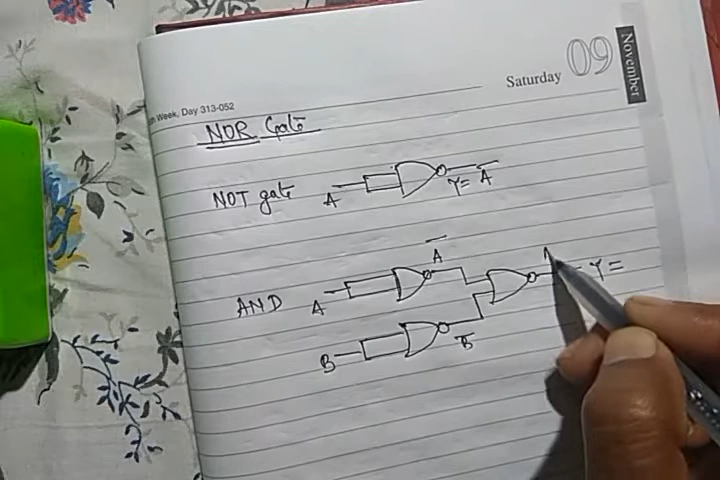 09
November
Saturday
Week, Day 313-052
NOR Gate
NOT gate
A
Y = A̅
AND
A
A̅
B
B̅
Y =